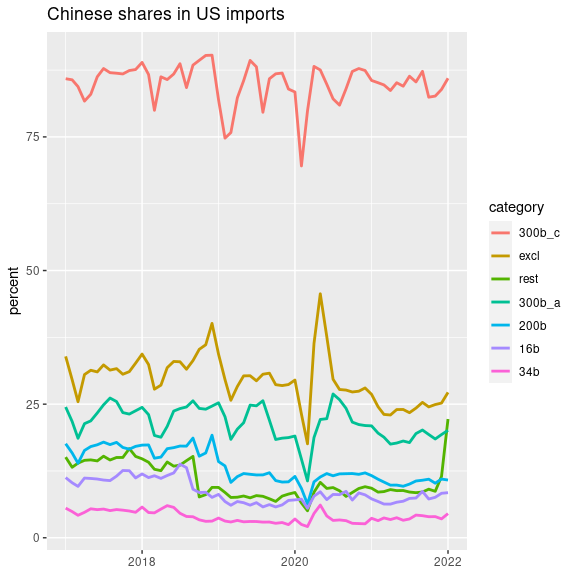 Chinese shares in US imports
percent
75
50
25
0
2018
2020
2022
category
300b_c
excl
rest
300b_a
200b
16b
34b